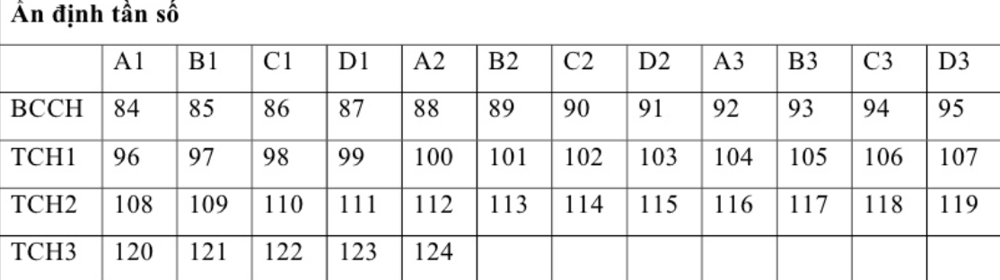 Ấn định tần số
A1 B1 C1 D1 A2 B2 C2 D2 A3 B3 C3 D3
BCCH 84 85 86 87 88 89 90 91 92 93 94 95
TCH1 96 97 98 99 100 101 102 103 104 105 106 107
TCH2 108 109 110 111 112 113 114 115 116 117 118 119
TCH3 120 121 122 123 124